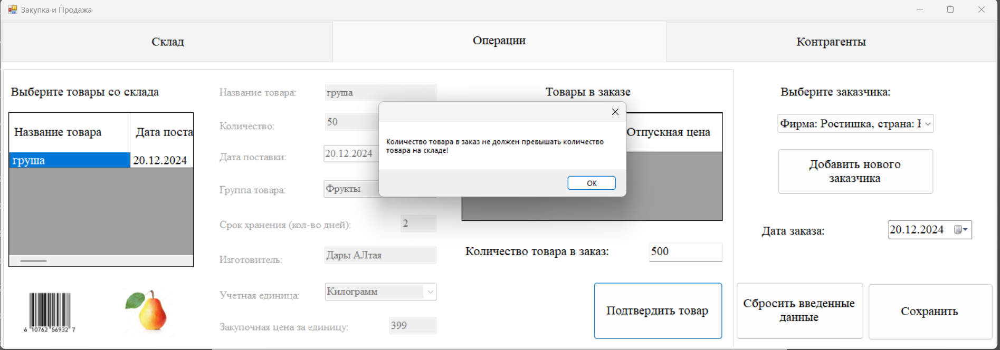 Закупка и Продажа
Склад
Операции
Контрагенты
Выберите товары со склада
Название товара
Дата поста
груша
20.12.2024
6 10762 56932 7
Название товара:
груша
Количество:
50
Дата поставки:
20.12.2024
Группа товара:
Фрукты
Срок хранения (кол-во дней):
2
Изготовитель:
Дары АЛтая
Учетная единица:
Килограмм
Закупочная цена за единицу:
399
Товары в заказе
Отпускная цена
Количество товара в заказ не должен превышать количество
товара на складе!
OK
Количество товара в заказ:
500
Подтвердить товар
Выберите заказчика:
Фирма: Ростишка, страна:
Добавить нового
заказчика
Дата заказа:
20.12.2024
Сбросить введенные
данные
Сохранить